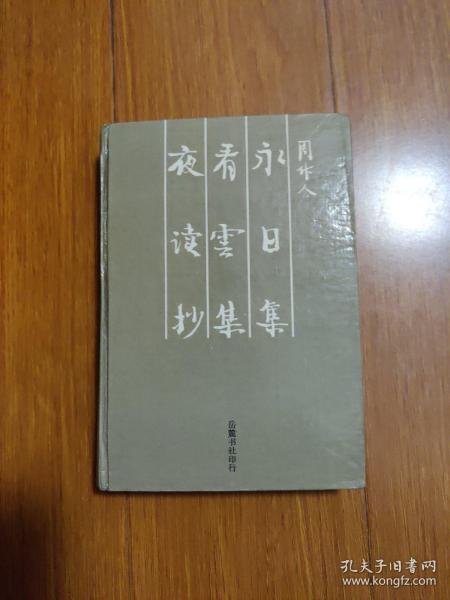 周作人
永日集
看雲集
夜读抄
岳麓书社印行
孔夫子旧书网
www.kongfz.com